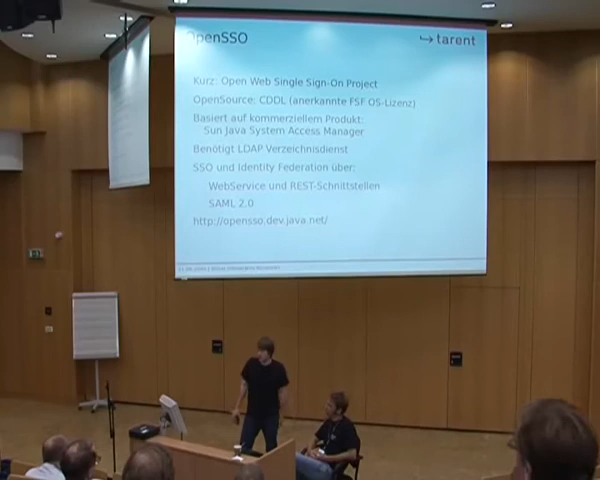 OpenSSO
tarent
Kurz: Open Web Single Sign-On Project
OpenSource: CDDL (anerkannte FSF OS-Lizenz)
Basiert auf kommerziellem Produkt:
Sun Java System Access Manager
Benötigt LDAP Verzeichnisdienst
SSO und Identity Federation über:
WebService und REST-Schnittstellen
SAML 2.0
http://opensso.dev.java.net/